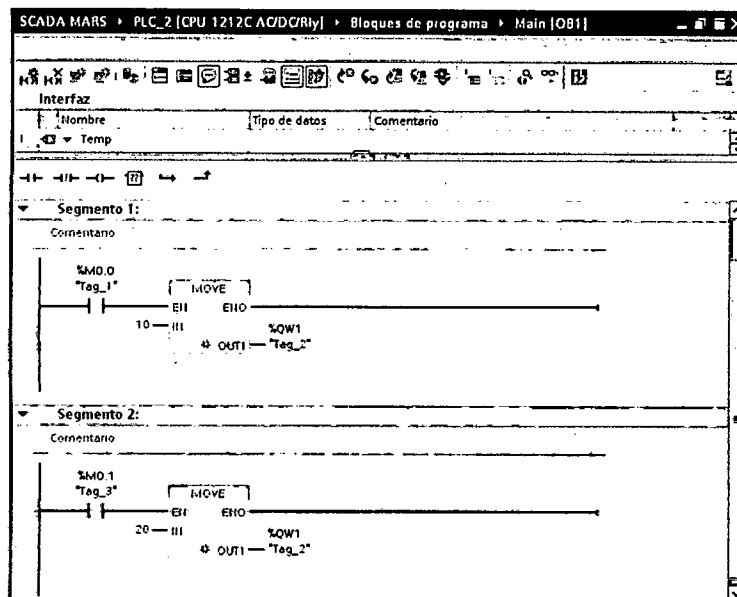 SCADA MARS ▸ PLC_2 [CPU 1212C AC/DC/Rly] ▸ Bloques de programa ▸ Main [OB1]
Interfaz
Nombre Tipo de datos Comentario
Temp
Segmento 1:
Comentario
%M0.0
"Tag_1" MOVE
EN ENO
10 IN %QW1
OUT1 "Tag_2"
Segmento 2:
Comentario
%M0.1
"Tag_3" MOVE
EN ENO
20 IN %QW1
OUT1 "Tag_2"